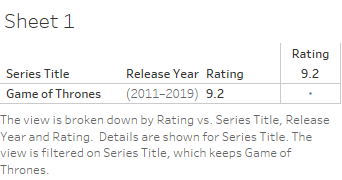 Sheet 1
Rating
Series Title Release Year Rating 9.2
Game of Thrones (2011–2019) 9.2
The view is broken down by Rating vs. Series Title, Release
Year and Rating. Details are shown for Series Title. The
view is filtered on Series Title, which keeps Game of
Thrones.